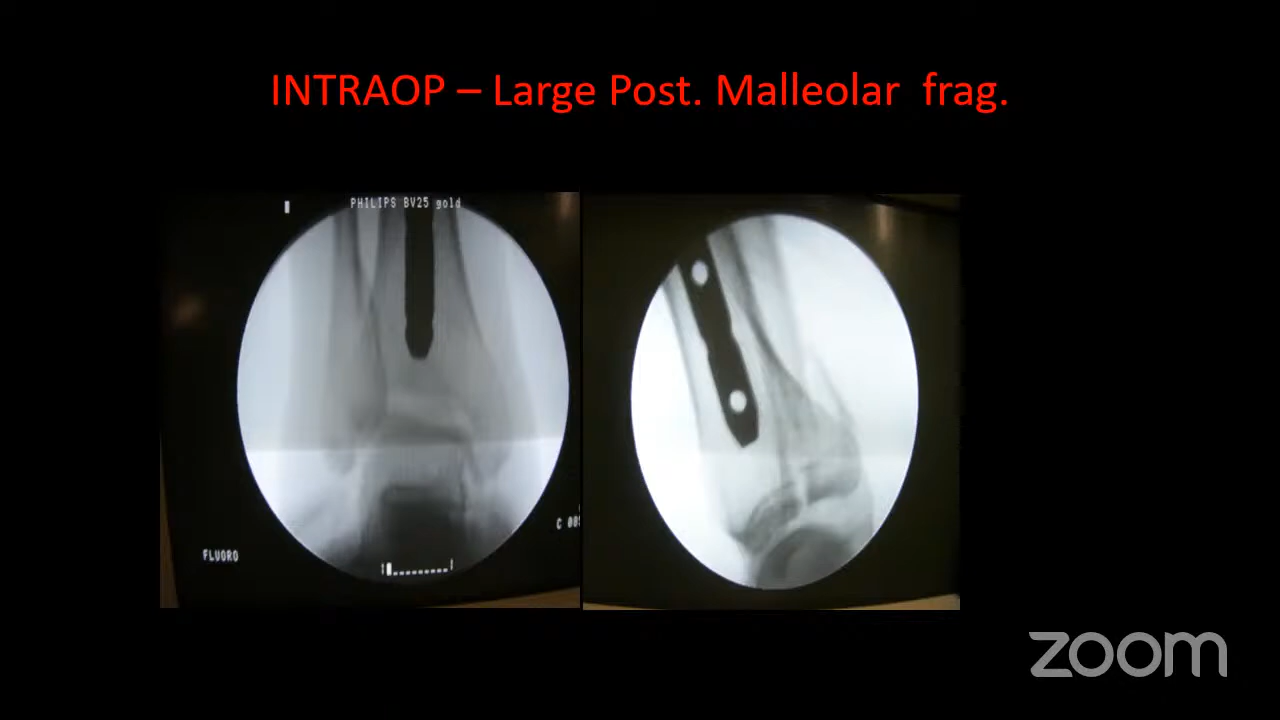 INTRAOP – Large Post. Malleolar frag.
PHILIPS BV25 gold
FLUORO
zoom